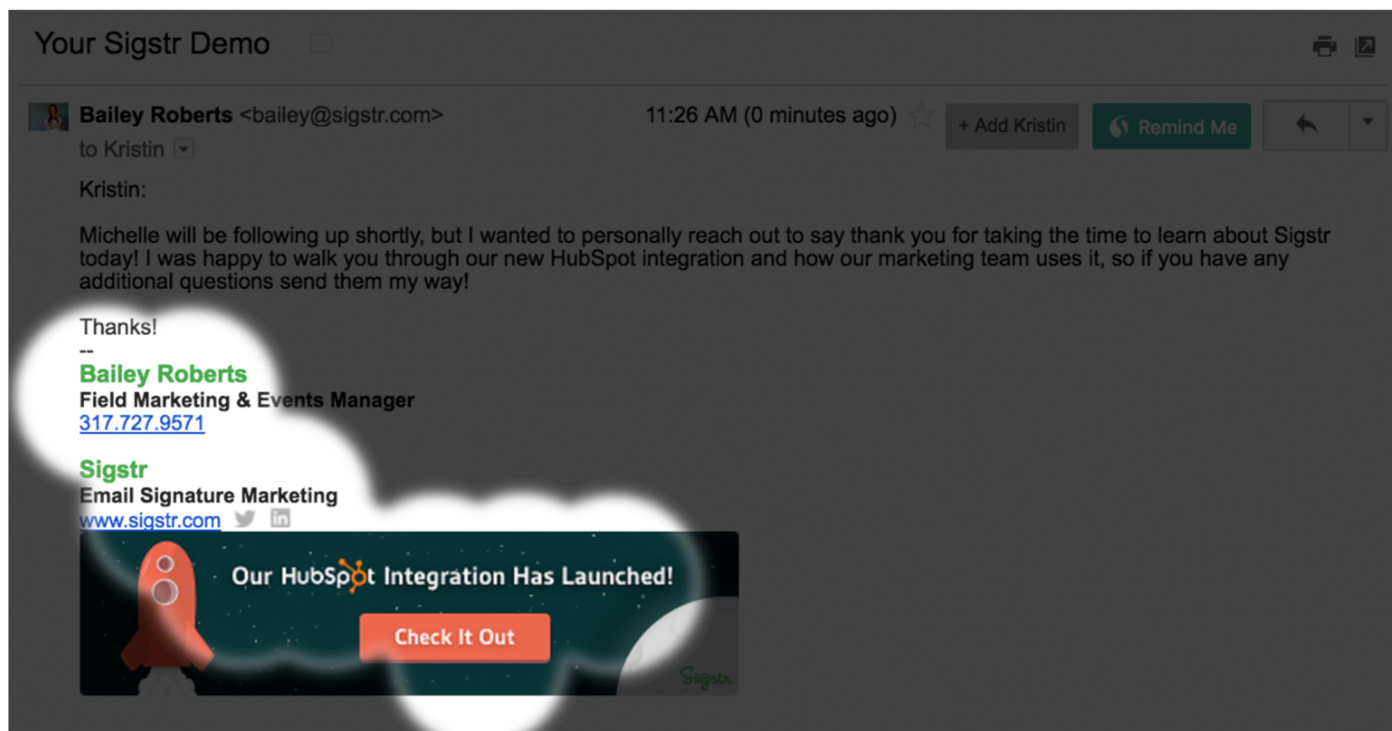 Your Sigstr Demo
Bailey Roberts <bailey@sigstr.com>
11:26 AM (0 minutes ago)
+ Add Kristin
Remind Me
to Kristin
Kristin:
Michelle will be following up shortly, but I wanted to personally reach out to say thank you for taking the time to learn about Sigstr
today! I was happy to walk you through our new HubSpot integration and how our marketing team uses it, so if you have any
additional questions send them my way!
Thanks!
--
Bailey Roberts
Field Marketing & Events Manager
317.727.9571
Sigstr
Email Signature Marketing
www.sigstr.com
in
Our HubSpot Integration Has Launched!
Check It Out
Sigstr